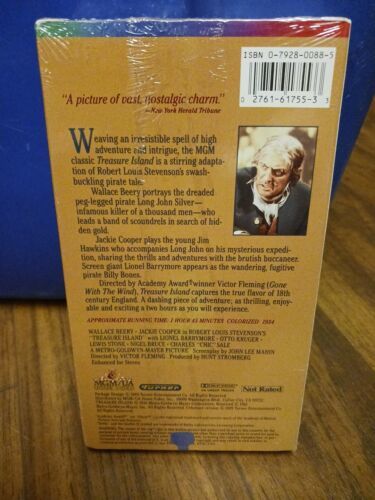 ISBN 0-7928-0088-5
0 2761-61755-3 3
"A picture of vast, nostalgic charm."
—New York Herald Tribune
Weaving an irresistible spell of high
adventure and intrigue, the MGM
classic Treasure Island is a stirring adapta-
tion of Robert Louis Stevenson's swash-
buckling pirate tale.
Wallace Beery portrays the dreaded
peg-legged pirate Long John Silver—
infamous killer of a thousand men—who
leads a band of scoundrels in search of hid-
den gold.
Jackie Cooper plays the young Jim
Hawkins who accompanies Long John on his mysterious expedi-
tion, sharing the thrills and adventures with the brutish buccaneer.
Screen giant Lionel Barrymore appears as the wandering, fugitive
pirate Billy Bones.
Directed by Academy Award® winner Victor Fleming (Gone
With The Wind), Treasure Island captures the true flavor of 18th
century England. A dashing piece of adventure; as thrilling, enjoy-
able and exciting a two hours as you will experience.
APPROXIMATE RUNNING TIME: 1 HOUR 43 MINUTES COLORIZED 1934
WALLACE BEERY • JACKIE COOPER in ROBERT LOUIS STEVENSON'S
"TREASURE ISLAND" with LIONEL BARRYMORE • OTTO KRUGER •
LEWIS STONE • NIGEL BRUCE • CHARLES "CHIC" SALE
A METRO-GOLDWYN-MAYER PICTURE Screenplay by JOHN LEE MAHIN
Directed by VICTOR FLEMING Produced by HUNT STROMBERG
Enhanced for Stereo
MGM/UA
TURNER
DOLBY
Not Rated